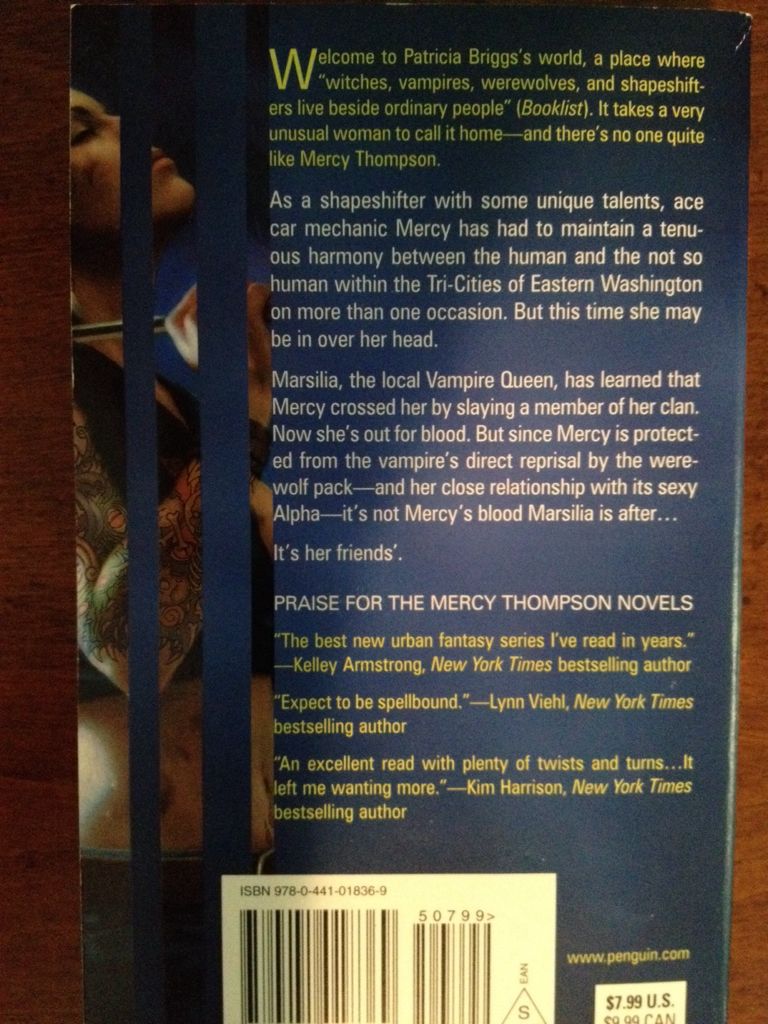 Welcome to Patricia Briggs's world, a place where
"witches, vampires, werewolves, and shapeshift-
ers live beside ordinary people" (Booklist). It takes a very
unusual woman to call it home—and there's no one quite
like Mercy Thompson.
As a shapeshifter with some unique talents, ace
car mechanic Mercy has had to maintain a tenu-
ous harmony between the human and the not so
human within the Tri-Cities of Eastern Washington
on more than one occasion. But this time she may
be in over her head.
Marsilia, the local Vampire Queen, has learned that
Mercy crossed her by slaying a member of her clan.
Now she's out for blood. But since Mercy is protect-
ed from the vampire's direct reprisal by the were-
wolf pack—and her close relationship with its sexy
Alpha—it's not Mercy's blood Marsilia is after...
It's her friends'.
PRAISE FOR THE MERCY THOMPSON NOVELS
"The best new urban fantasy series I've read in years."
—Kelley Armstrong, New York Times bestselling author
"Expect to be spellbound."—Lynn Viehl, New York Times
bestselling author
"An excellent read with plenty of twists and turns...It
left me wanting more."—Kim Harrison, New York Times
bestselling author
ISBN 978-0-441-01836-9
50799>
EAN
S
www.penguin.com
$7.99 U.S.
$9.99 CAN